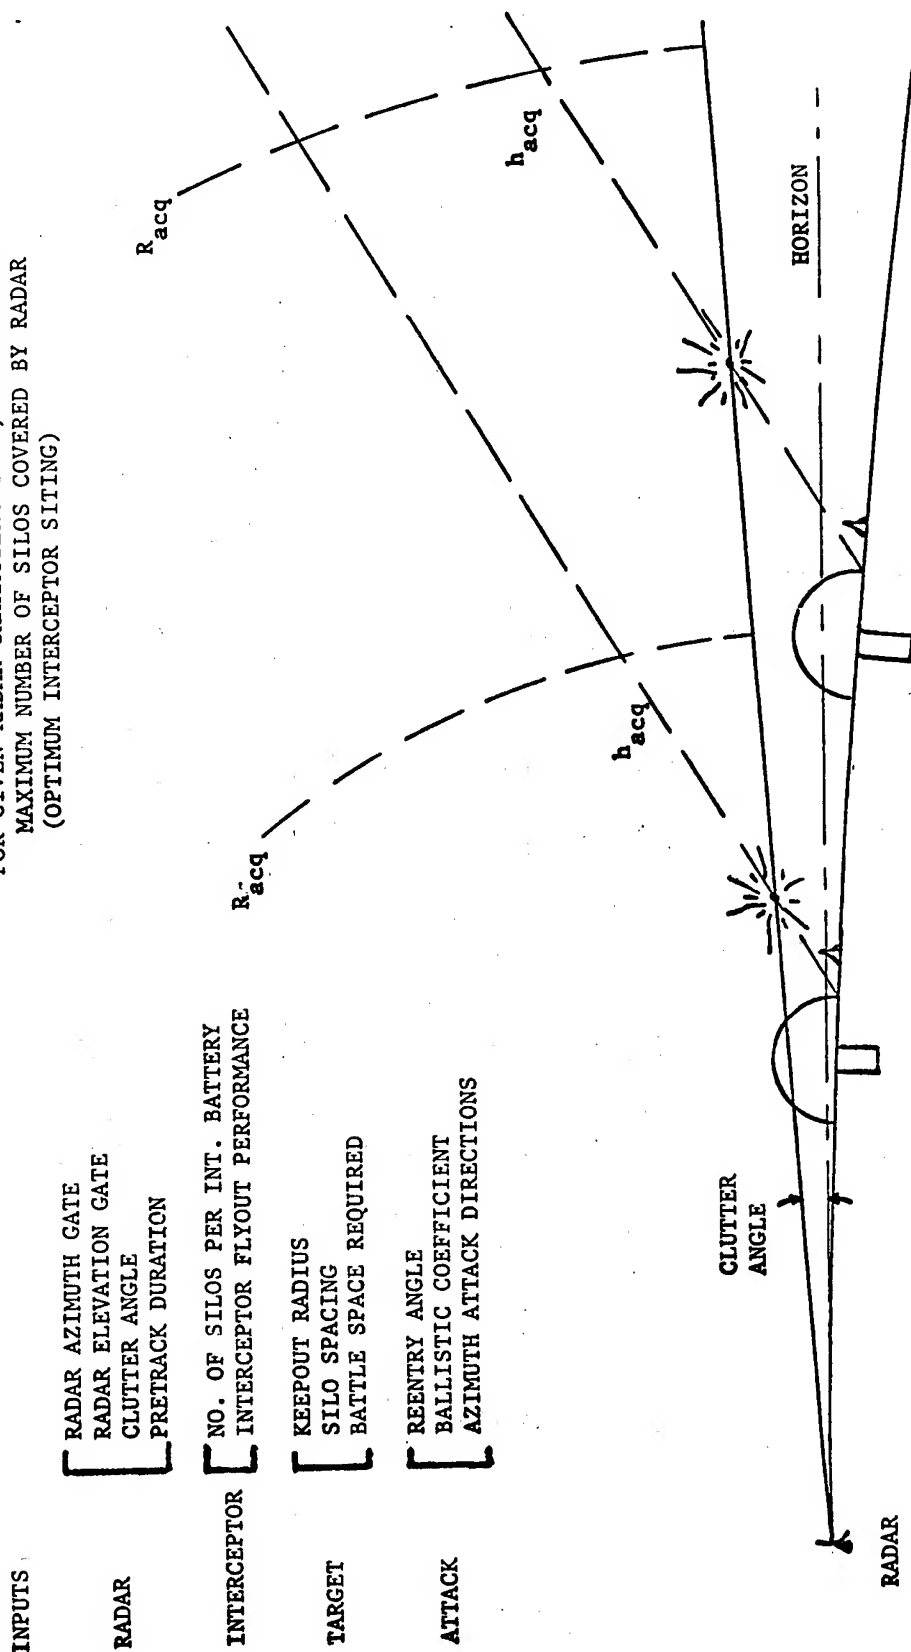 MAXIMUM NUMBER OF SILOS COVERED BY RADAR
(OPTIMUM INTERCEPTOR SITING)
INPUTS
RADAR
RADAR AZIMUTH GATE
RADAR ELEVATION GATE
CLUTTER ANGLE
PRETRACK DURATION
INTERCEPTOR
NO. OF SILOS PER INT. BATTERY
INTERCEPTOR FLYOUT PERFORMANCE
TARGET
KEEPOUT RADIUS
SILO SPACING
BATTLE SPACE REQUIRED
ATTACK
REENTRY ANGLE
BALLISTIC COEFFICIENT
AZIMUTH ATTACK DIRECTIONS
Racq
Racq
hacq
hacq
HORIZON
CLUTTER
ANGLE
RADAR